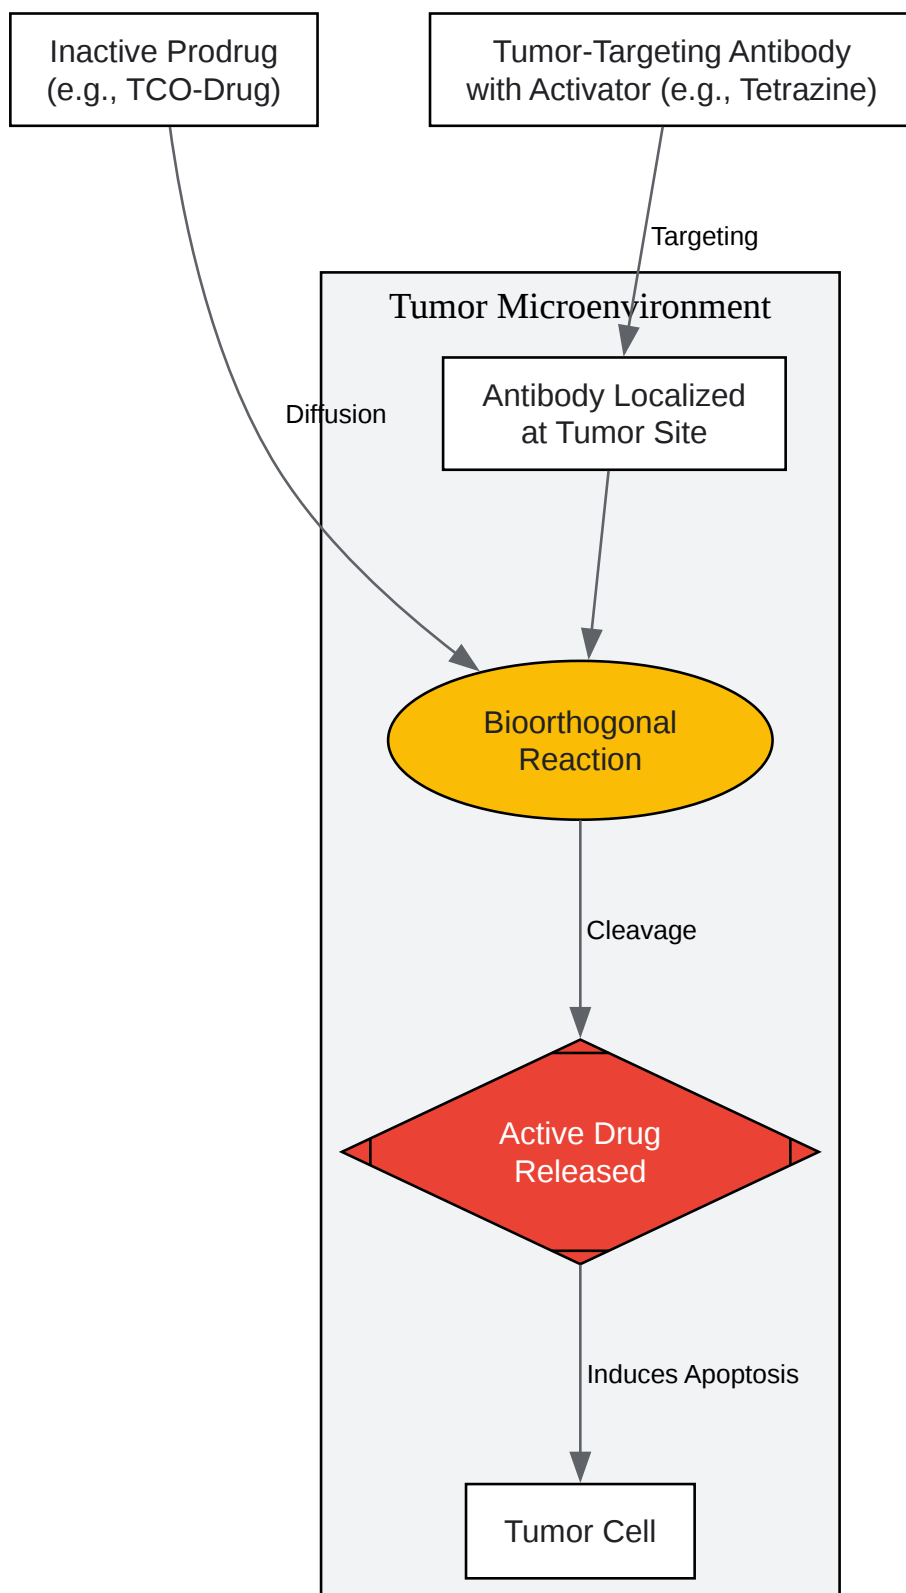 Inactive Prodrug
(e.g., TCO-Drug)
Tumor-Targeting Antibody
with Activator (e.g., Tetrazine)
Targeting
Tumor Microenvironment
Antibody Localized
at Tumor Site
Diffusion
Bioorthogonal
Reaction
Cleavage
Active Drug
Released
Induces Apoptosis
Tumor Cell